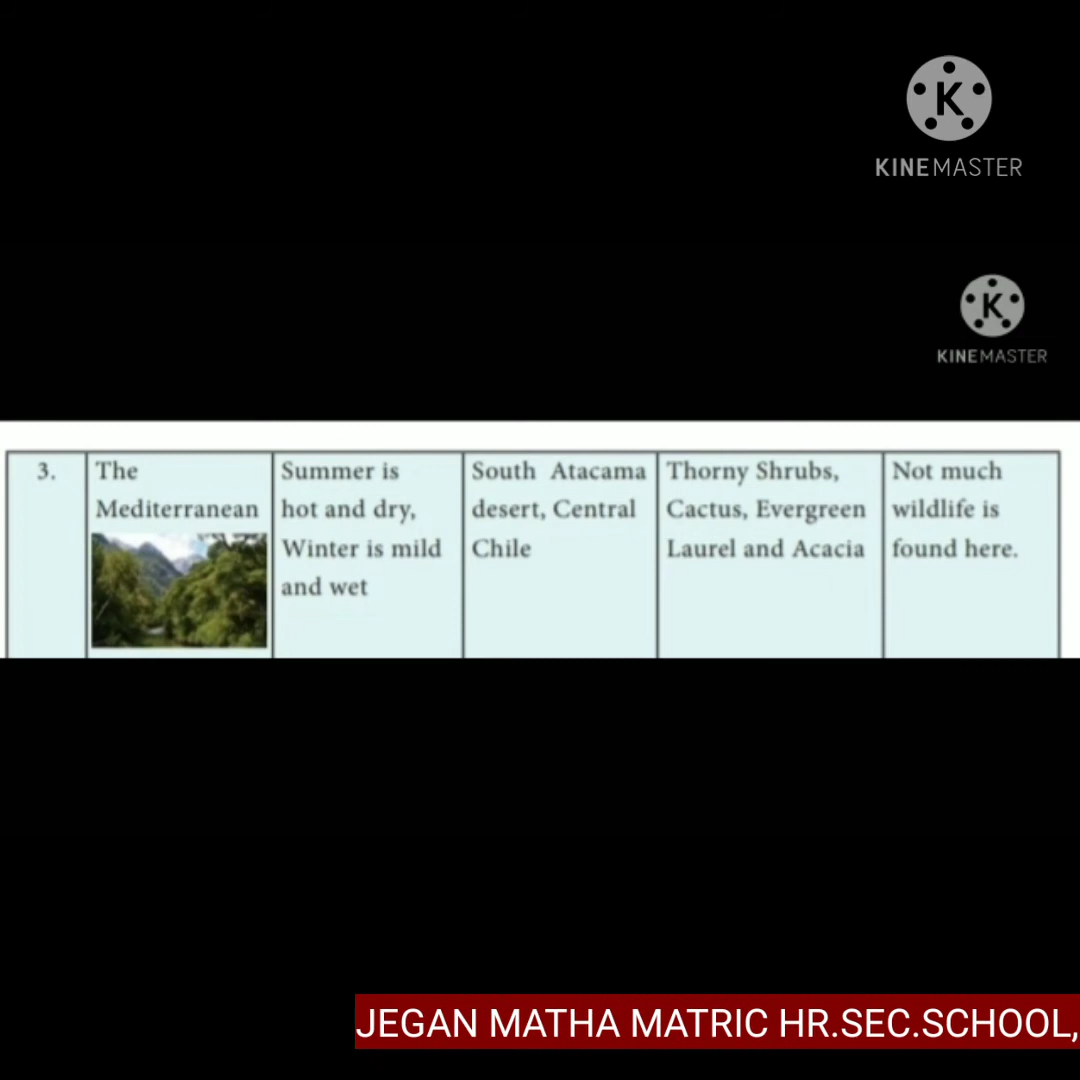 KINEMASTER
KINEMASTER
3.
The
Mediterranean
Summer is
hot and dry,
Winter is mild
and wet
South Atacama
desert, Central
Chile
Thorny Shrubs,
Cactus, Evergreen
Laurel and Acacia
Not much
wildlife is
found here.
JEGAN MATHA MATRIC HR.SEC.SCHOOL,